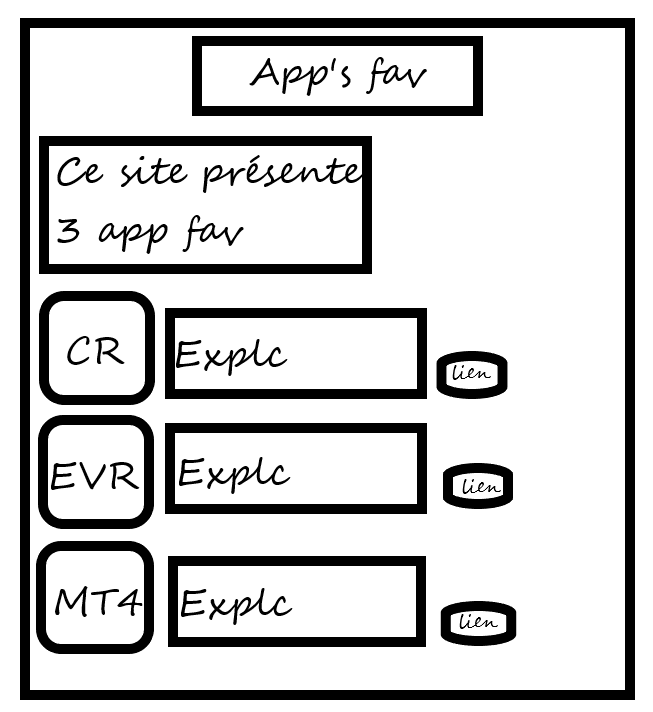 App's fav
Ce site présente
3 app fav
CR
Explc
lien
EVR
Explc
lien
MT4
Explc
lien